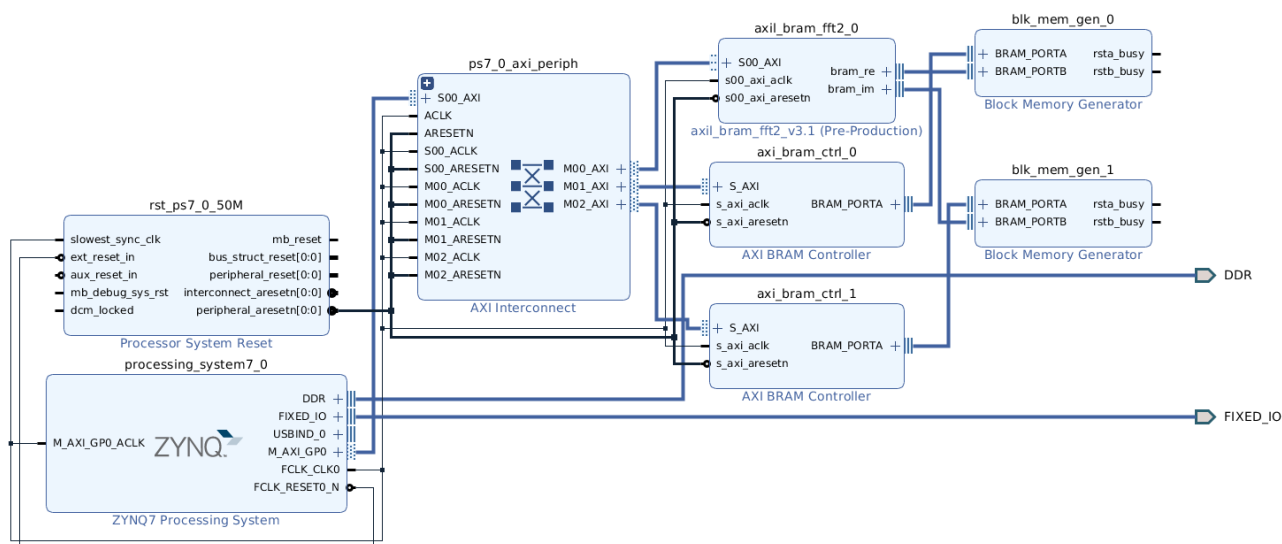 rst_ps7_0_50M
slowest_sync_clk
ext_reset_in
aux_reset_in
mb_debug_sys_rst
dcm_locked
mb_reset
bus_struct_reset[0:0]
peripheral_reset[0:0]
interconnect_aresetn[0:0]
peripheral_aresetn[0:0]
Processor System Reset
processing_system7_0
M_AXI_GP0_ACLK
ZYNQ
DDR
FIXED_IO
USBIND_0
M_AXI_GP0
FCLK_CLK0
FCLK_RESET0_N
ZYNQ7 Processing System
ps7_0_axi_periph
S00_AXI
ACLK
ARESETN
S00_ACLK
S00_ARESETN
M00_ACLK
M00_ARESETN
M01_ACLK
M01_ARESETN
M02_ACLK
M02_ARESETN
M00_AXI
M01_AXI
M02_AXI
AXI Interconnect
axil_bram_fft2_0
S00_AXI
s00_axi_aclk
s00_axi_aresetn
bram_re
bram_im
axil_bram_fft2_v3.1 (Pre-Production)
axi_bram_ctrl_0
S_AXI
s_axi_aclk
s_axi_aresetn
BRAM_PORTA
AXI BRAM Controller
axi_bram_ctrl_1
S_AXI
s_axi_aclk
s_axi_aresetn
BRAM_PORTA
AXI BRAM Controller
blk_mem_gen_0
BRAM_PORTA
BRAM_PORTB
rsta_busy
rstb_busy
Block Memory Generator
blk_mem_gen_1
BRAM_PORTA
BRAM_PORTB
rsta_busy
rstb_busy
Block Memory Generator
DDR
FIXED_IO